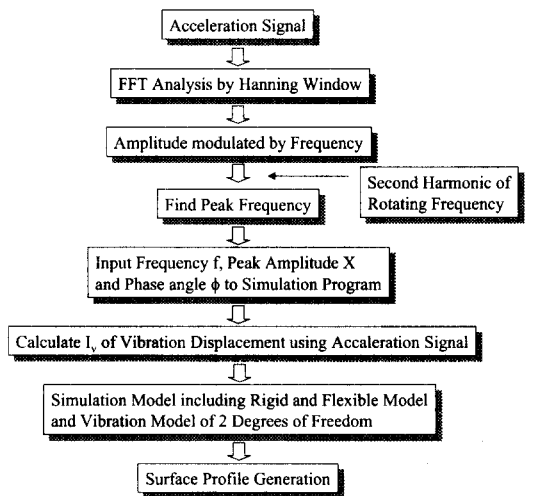 Acceleration Signal
FFT Analysis by Hanning Window
Amplitude modulated by Frequency
Second Harmonic of
Rotating Frequency
Find Peak Frequency
Input Frequency f, Peak Amplitude X
and Phase angle ϕ to Simulation Program
Calculate Iᵥ of Vibration Displacement using Acceleration Signal
Simulation Model including Rigid and Flexible Model
and Vibration Model of 2 Degrees of Freedom
Surface Profile Generation